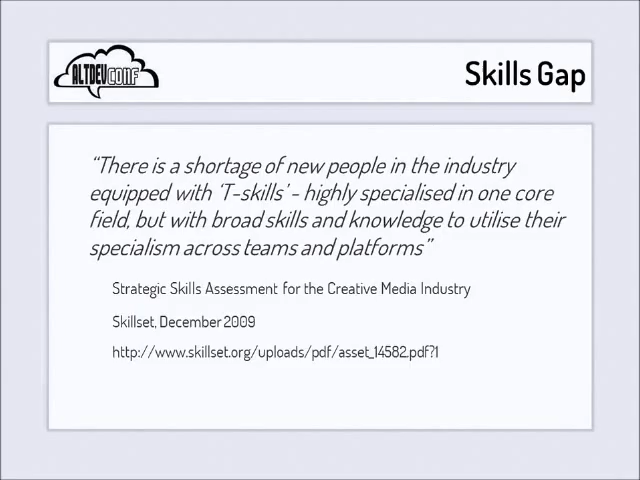 ALTDEVCONF
Skills Gap
“There is a shortage of new people in the industry
equipped with ‘T-skills’ - highly specialised in one core
field, but with broad skills and knowledge to utilise their
specialism across teams and platforms”
Strategic Skills Assessment for the Creative Media Industry
Skillset, December 2009
http://www.skillset.org/uploads/pdf/asset_14582.pdf?1